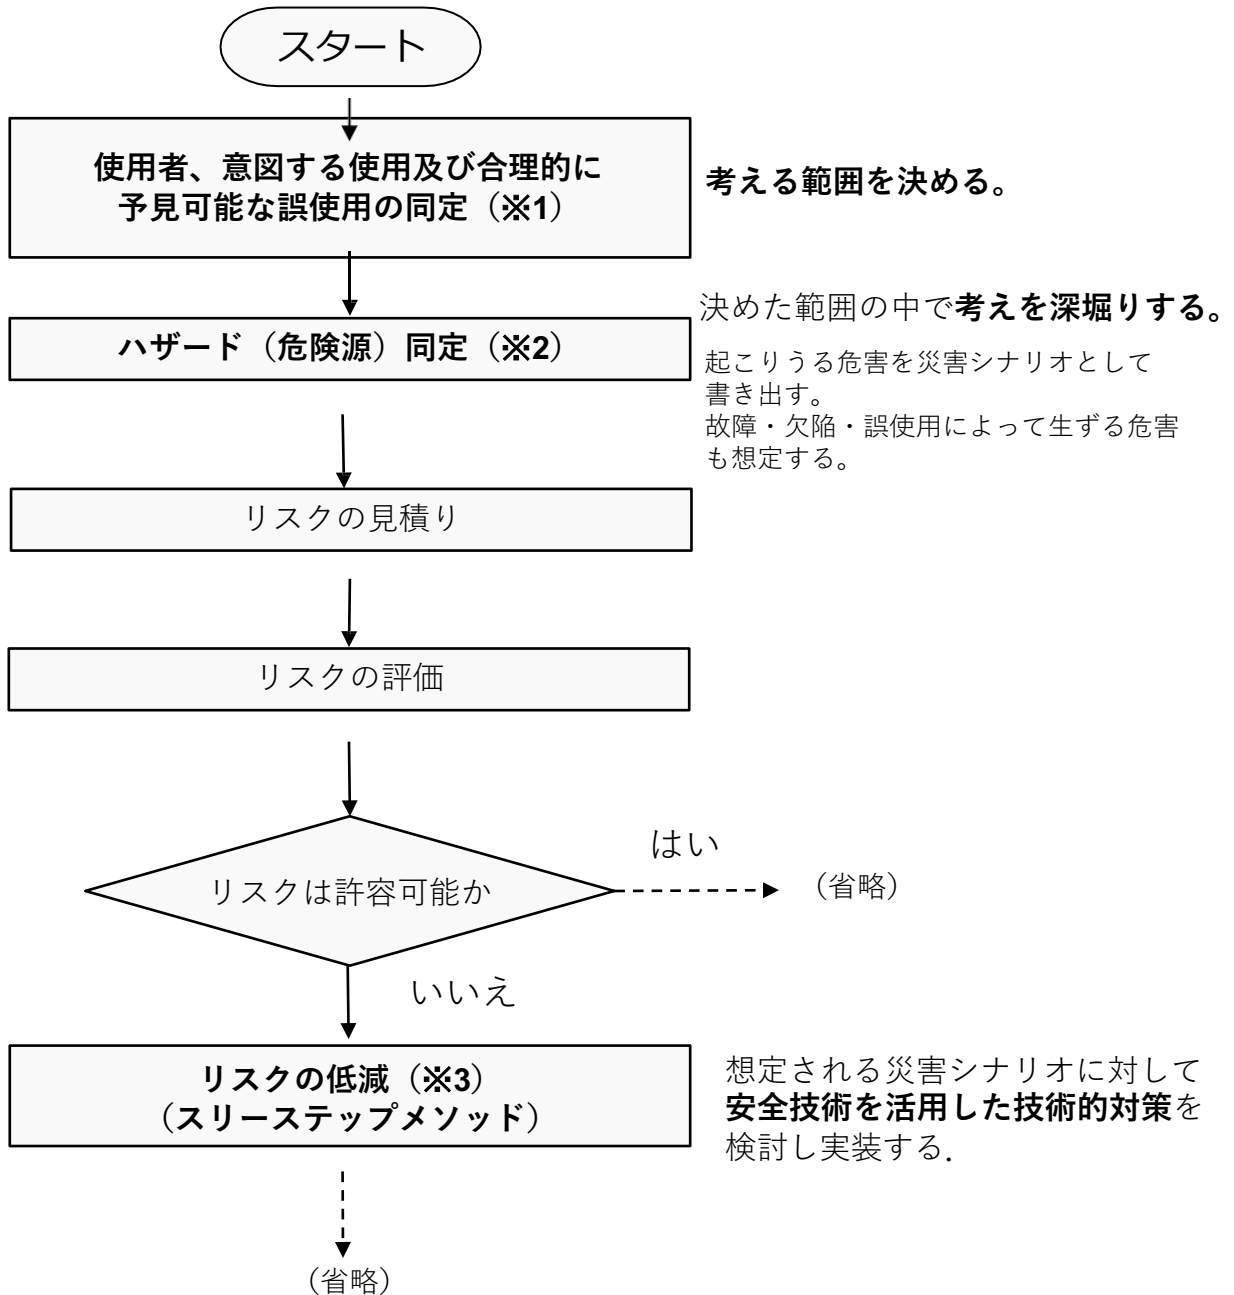 スタート
使用者、意図する使用及び合理的に
予見可能な誤使用の同定（※1）
考える範囲を決める。
決めた範囲の中で考えを深堀りする。
ハザード（危険源）同定（※2）
起こりうる危害を災害シナリオとして
書き出す。
故障・欠陥・誤使用によって生ずる危害
も想定する。
リスクの見積り
リスクの評価
はい
リスクは許容可能か
（省略）
いいえ
リスクの低減（※3）
（スリーステップメソッド）
想定される災害シナリオに対して
安全技術を活用した技術的対策を
検討し実装する.
（省略）